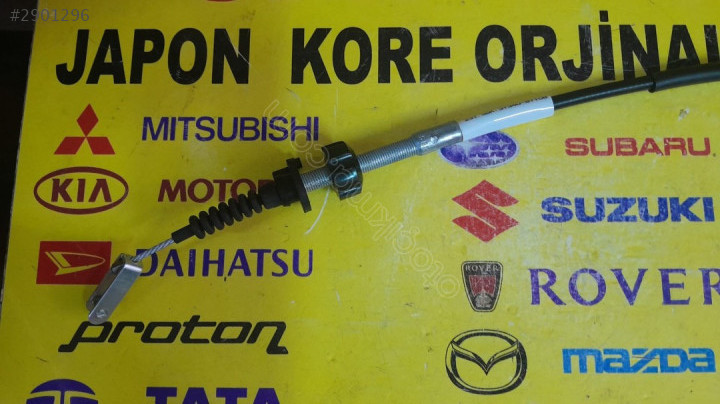 #2901296
JAPON KORE ORJİNAL
MITSUBISHI
SUBARU
KIA MOTOR
SUZUKI
DAIHATSU
ROVER ROVER
proton
mazda
TATA